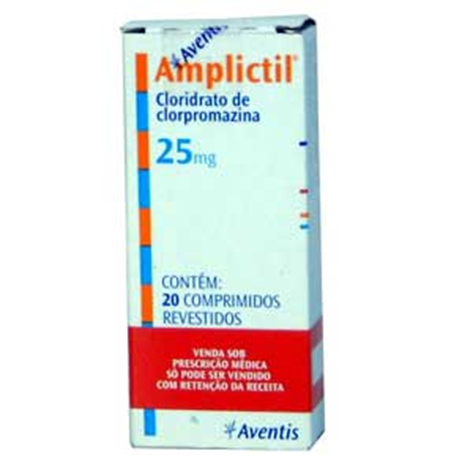 Aventis
Amplictil®
Cloridrato de
clorpromazina
25mg
CONTÉM:
20 COMPRIMIDOS
REVESTIDOS
VENDA SOB
PRESCRIÇÃO MÉDICA
SÓ PODE SER VENDIDO
COM RETENÇÃO DA RECEITA
Aventis